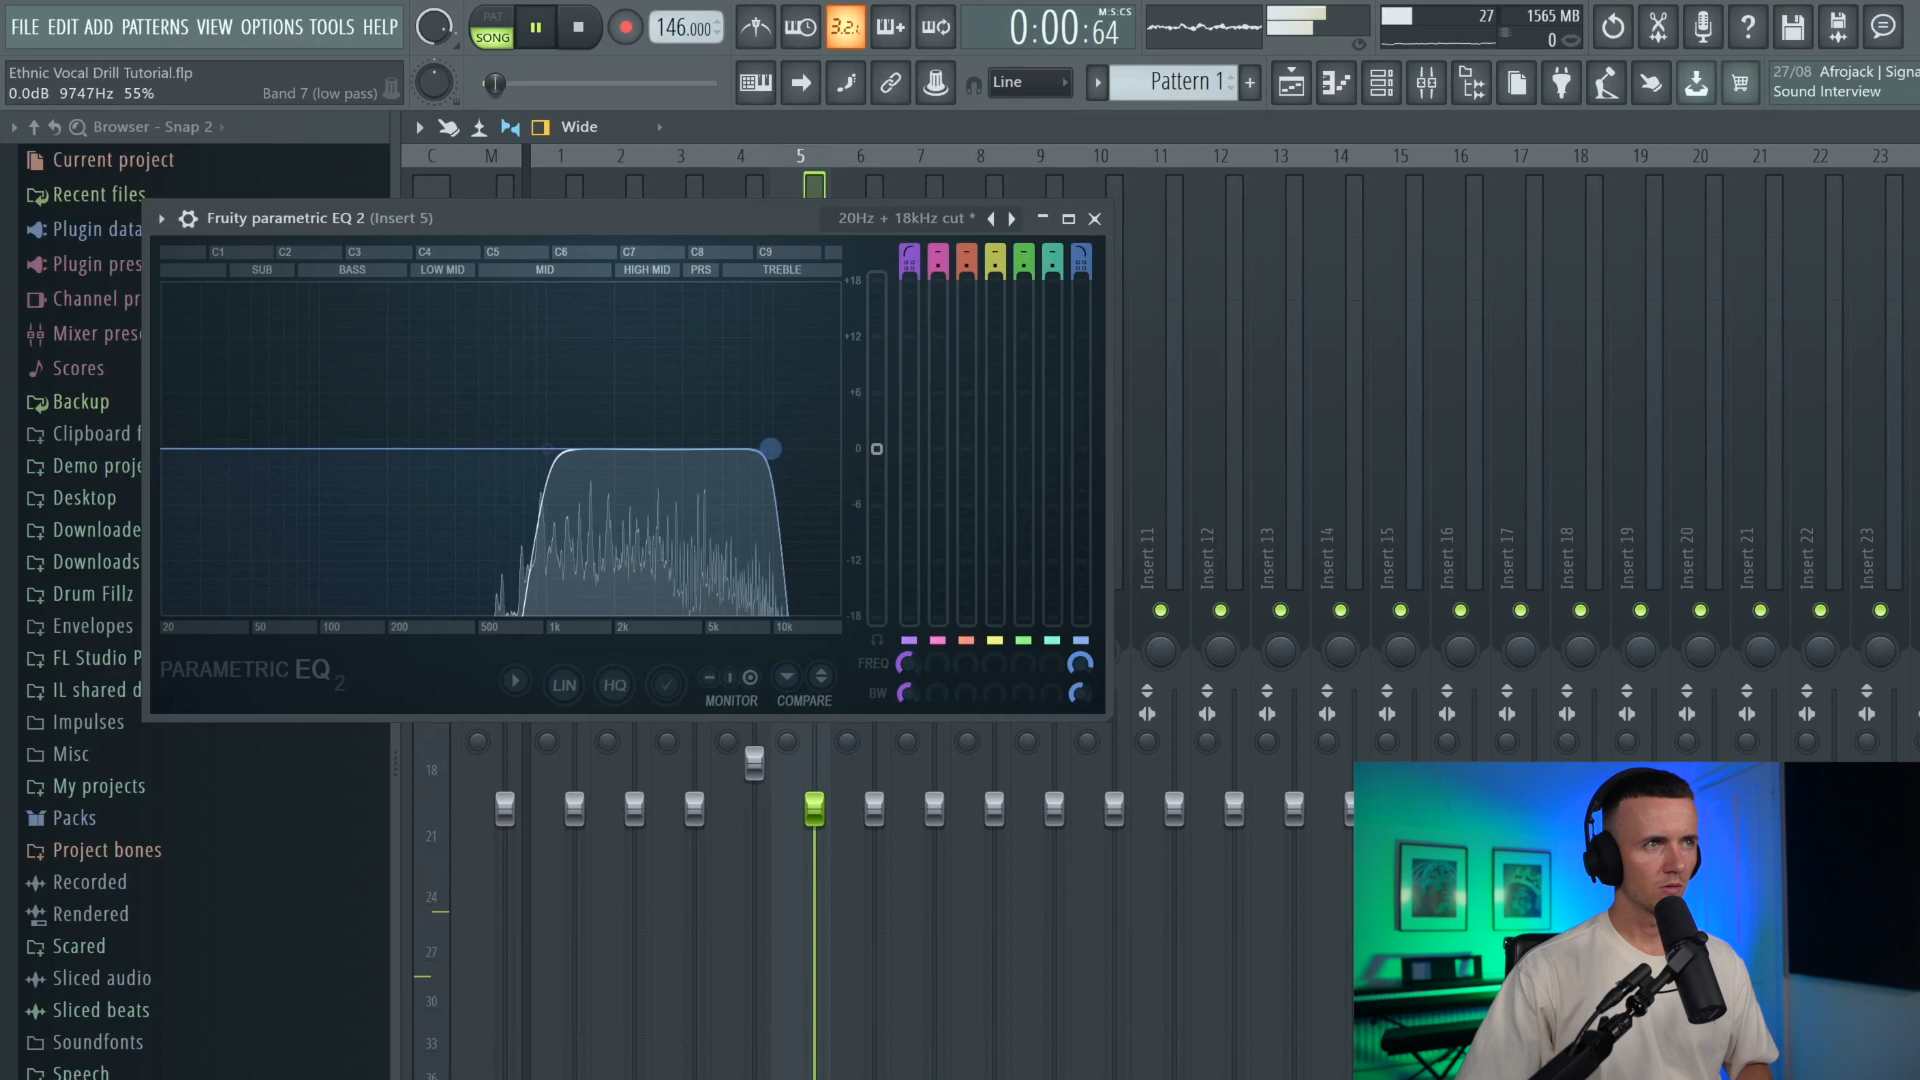 FILE EDIT ADD PATTERNS VIEW OPTIONS TOOLS HELP
PAT
SONG
146.000
3.2.
0:00:64
M:S:CS
27
1565 MB
0
Ethnic Vocal Drill Tutorial.flp
0.0dB 9747Hz 55%
Band 7 (low pass)
Line
Pattern 1
+
27/08 Afrojack | Signa
Sound Interview
Browser - Snap 2
Wide
Current project
Recent files
Plugin data
Plugin pres
Channel pr
Mixer prese
Scores
Backup
Clipboard f
Demo proje
Desktop
Downloade
Downloads
Drum Fillz
Envelopes
FL Studio P
IL shared d
Impulses
Misc
My projects
Packs
Project bones
Recorded
Rendered
Scared
Sliced audio
Sliced beats
Soundfonts
Speech
C M 1 2 3 4 5 6 7 8 9 10 11 12 13 14 15 16 17 18 19 20 21 22 23
Fruity parametric EQ 2 (Insert 5)
20Hz + 18kHz cut *
C1 C2 C3 C4 C5 C6 C7 C8 C9
SUB BASS LOW MID MID HIGH MID PRS TREBLE
+18
+12
+6
0
-6
-12
-18
20 50 100 200 500 1k 2k 5k 10k
PARAMETRIC EQ 2
LIN
HQ
MONITOR
COMPARE
FREQ
BW
Insert 11
Insert 12
Insert 13
Insert 14
Insert 15
Insert 16
Insert 17
Insert 18
Insert 19
Insert 20
Insert 21
Insert 22
Insert 23
18
21
24
27
30
33
36